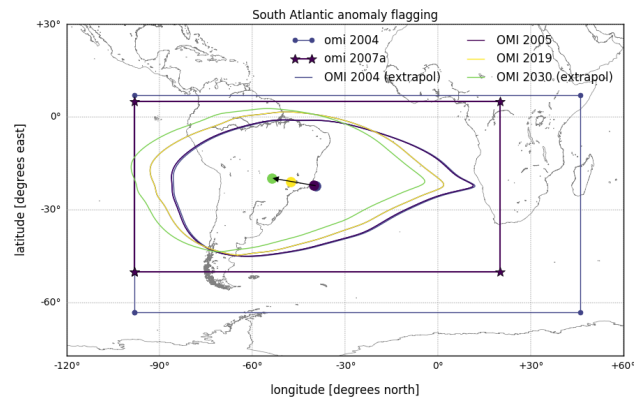 South Atlantic anomaly flagging
+30°
0°
-30°
-60°
latitude [degrees east]
omi 2004
omi 2007a
OMI 2004 (extrapol)
OMI 2005
OMI 2019
OMI 2030 (extrapol)
-120°
-90°
-60°
-30°
0°
+30°
+60°
longitude [degrees north]